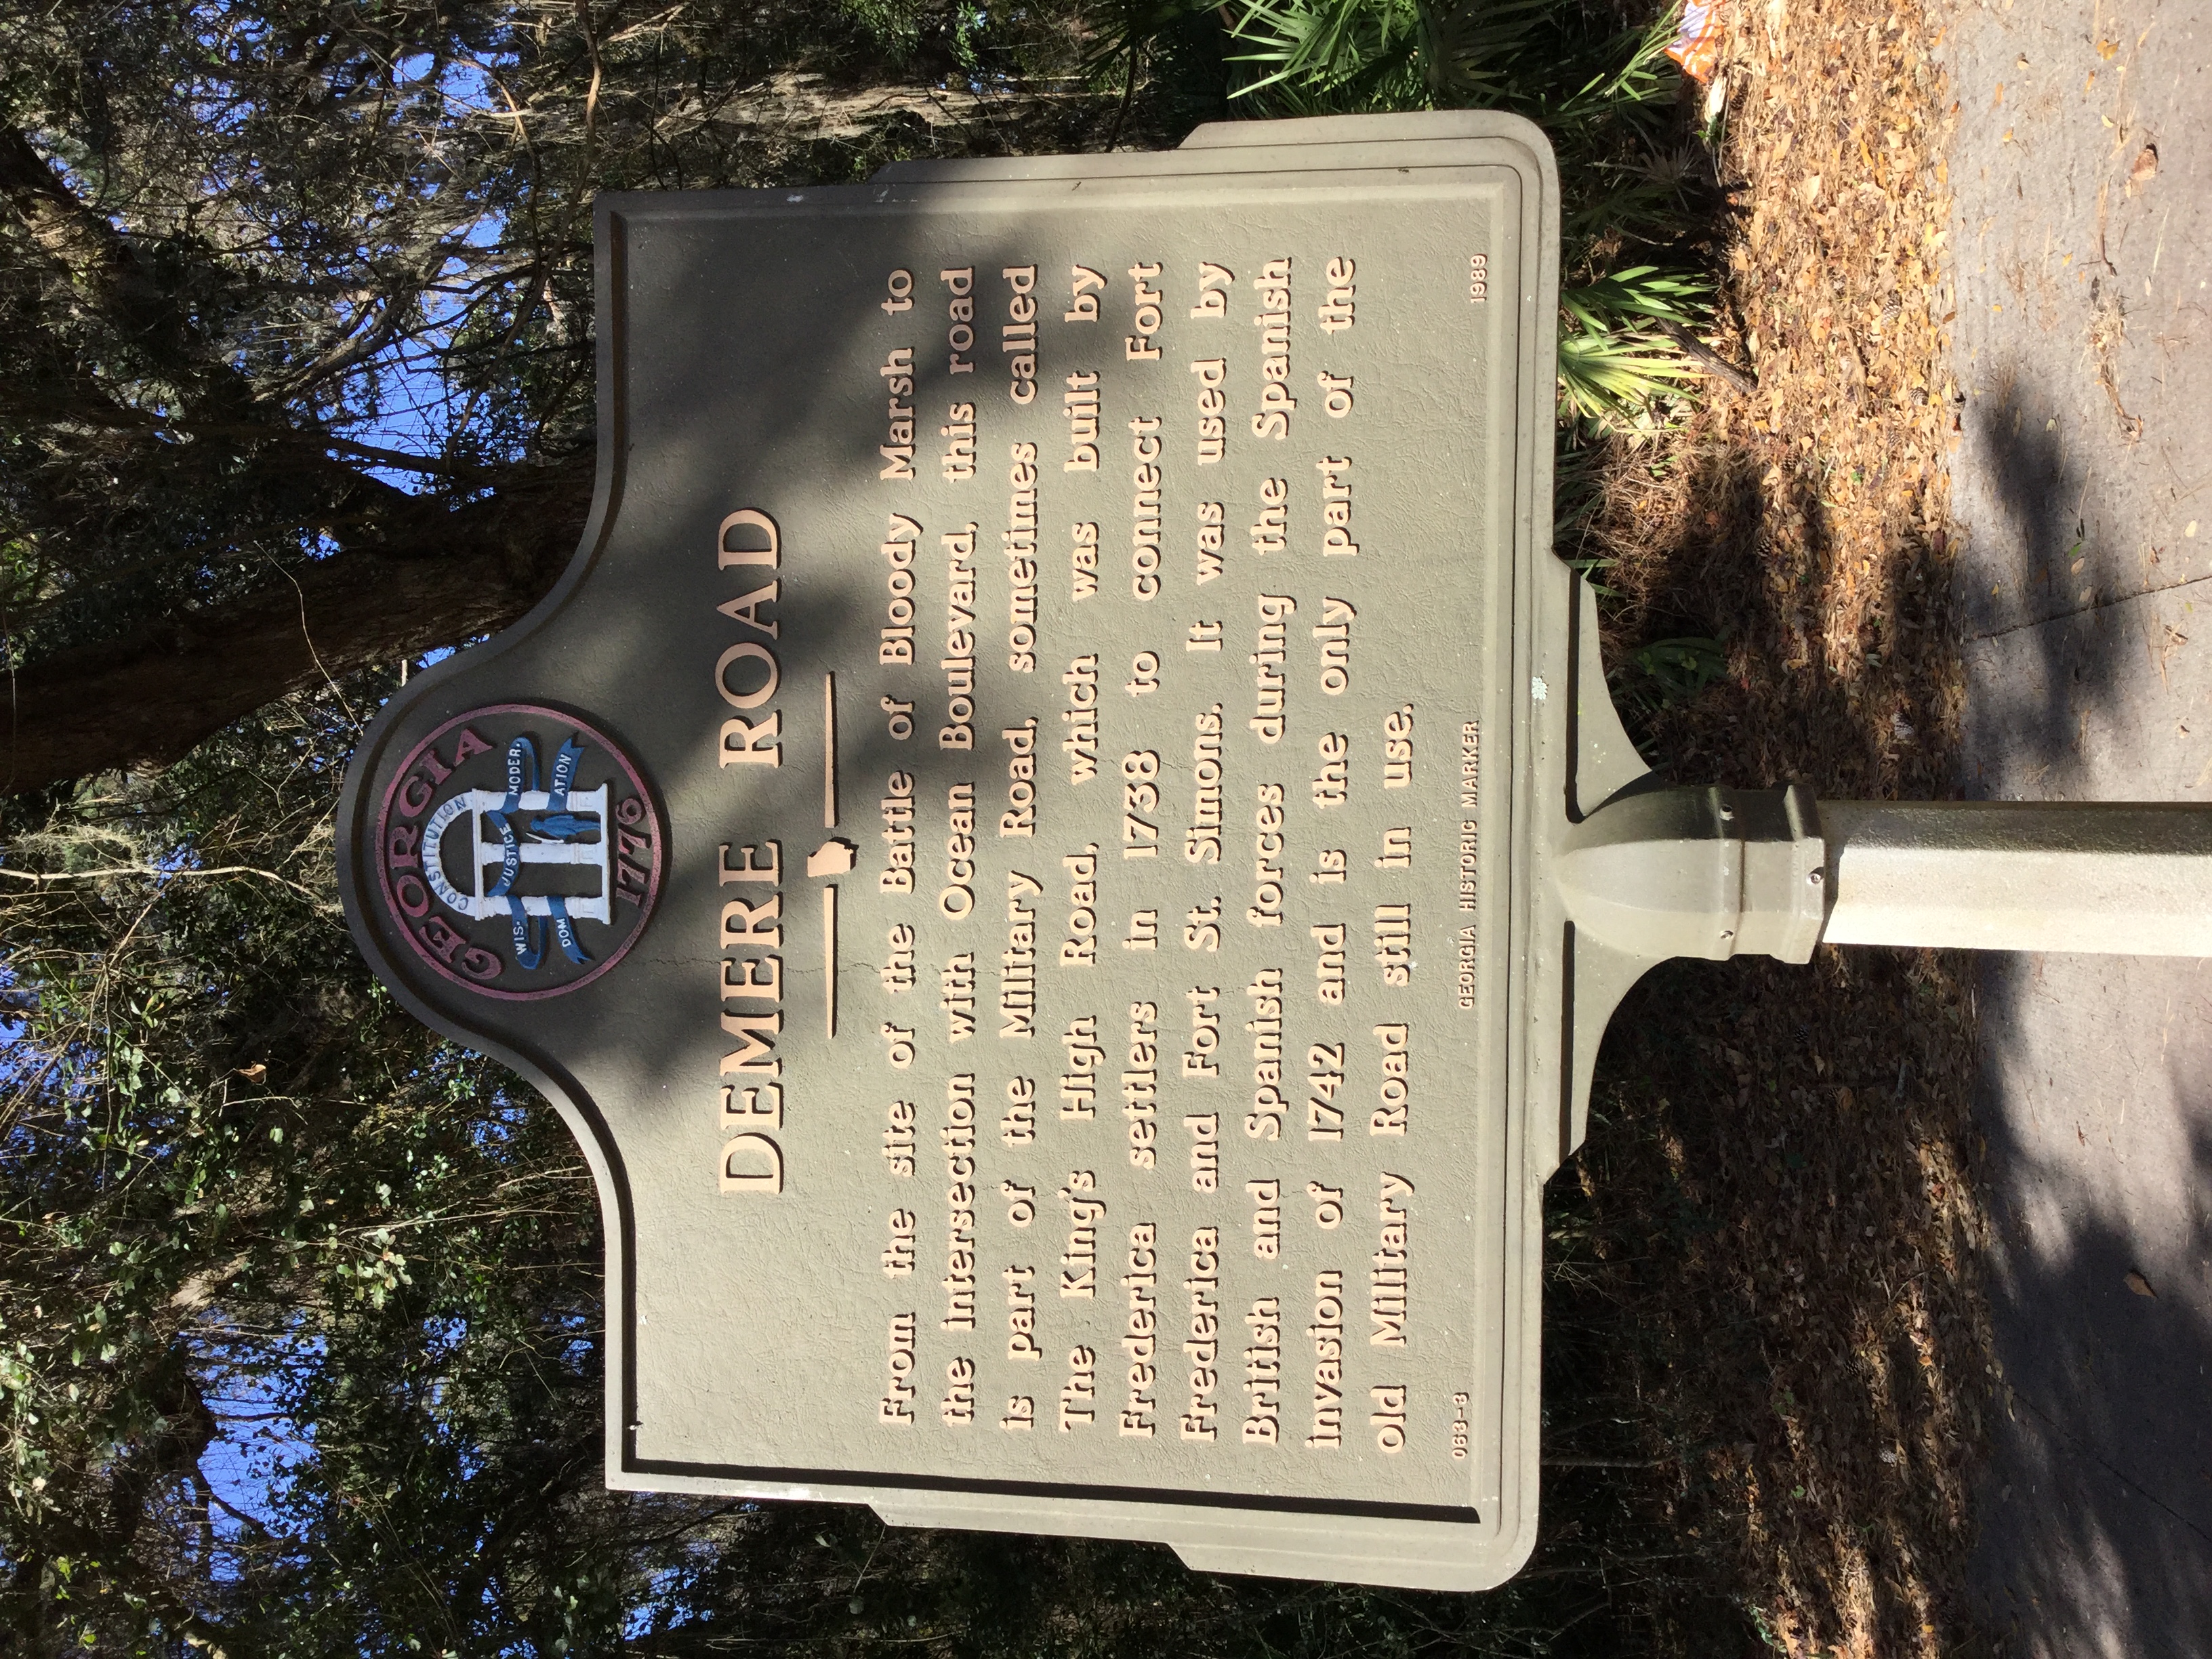 GEORGIA
CONSTITUTION
WIS- JUSTICE MODER.
DOM ATION
1776
DEMERE ROAD
From the site of the Battle of Bloody Marsh to
the intersection with Ocean Boulevard, this road
is part of the Military Road, sometimes called
The King's High Road, which was built by
Frederica settlers in 1738 to connect Fort
Frederica and Fort St. Simons. It was used by
British and Spanish forces during the Spanish
invasion of 1742 and is the only part of the
old Military Road still in use.
063-8 GEORGIA HISTORIC MARKER 1989